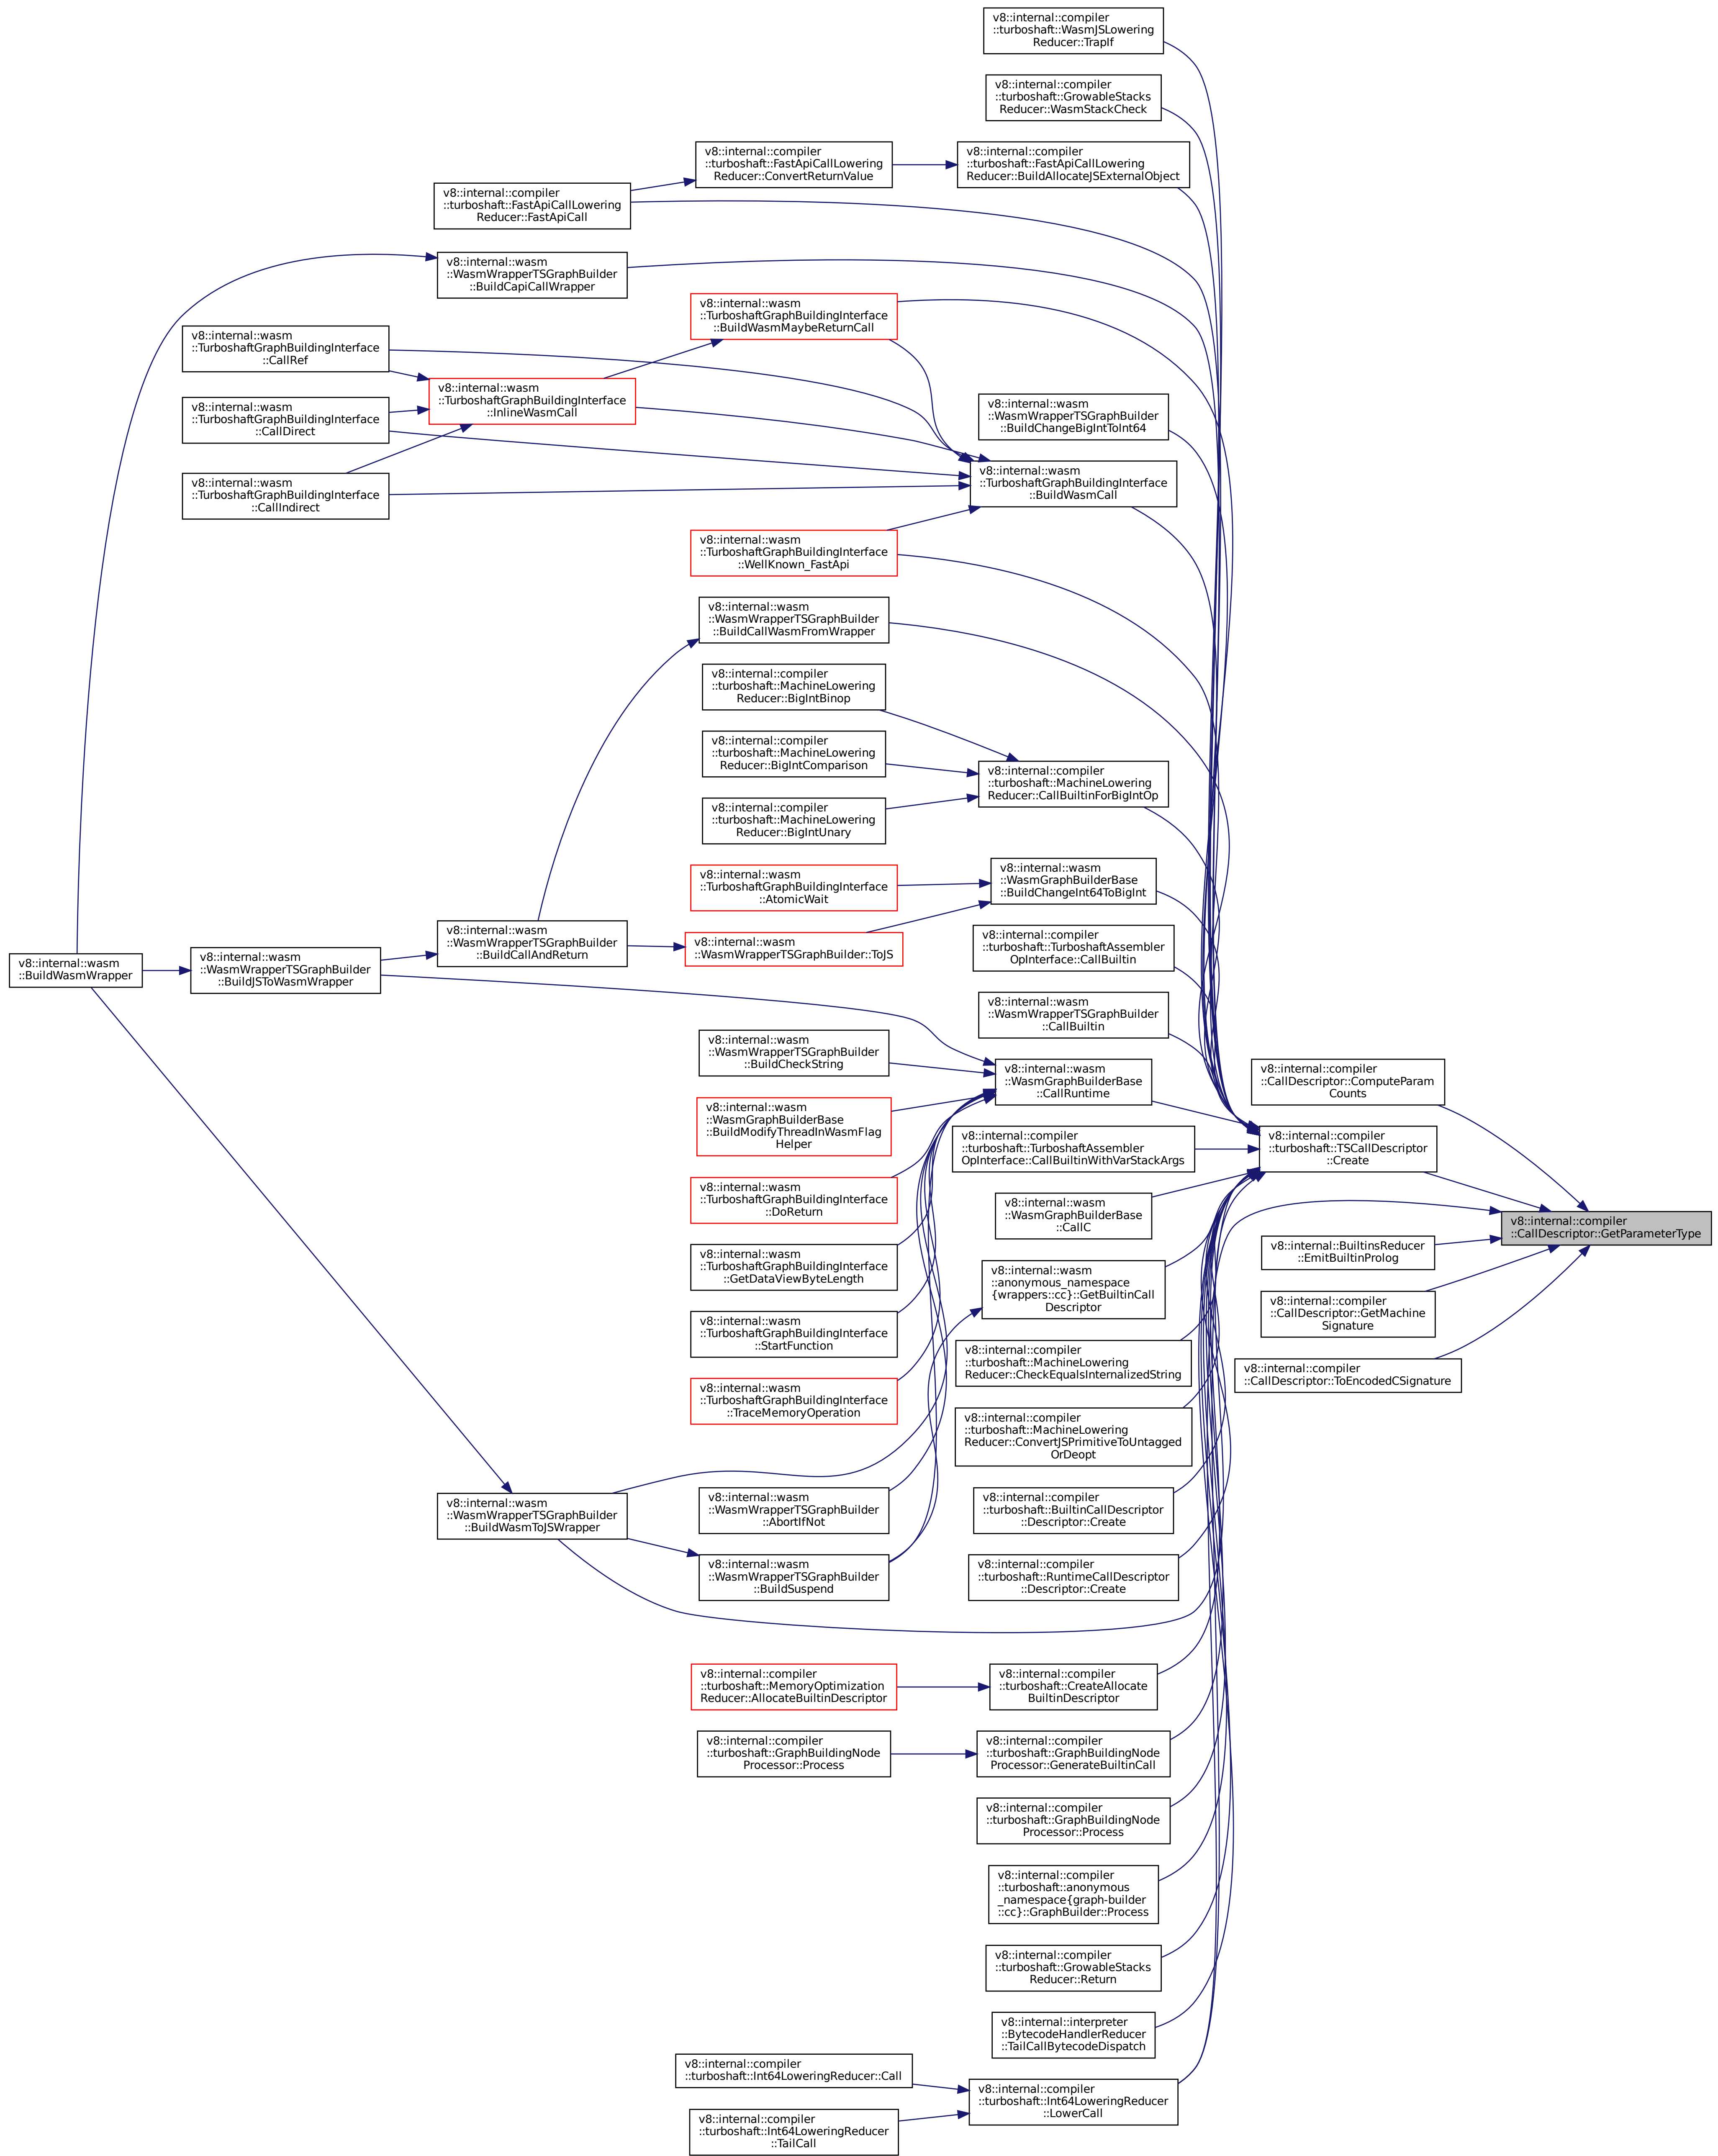 v8::internal::compiler
::turboshaft::WasmJSLowering
Reducer::TrapIf
v8::internal::compiler
::turboshaft::GrowableStacks
Reducer::WasmStackCheck
v8::internal::compiler
::turboshaft::FastApiCallLowering
Reducer::ConvertReturnValue
v8::internal::compiler
::turboshaft::FastApiCallLowering
Reducer::BuildAllocateJSExternalObject
v8::internal::compiler
::turboshaft::FastApiCallLowering
Reducer::FastApiCall
v8::internal::wasm
::WasmWrapperTSGraphBuilder
::BuildCapiCallWrapper
v8::internal::wasm
::TurboshaftGraphBuildingInterface
::BuildWasmMaybeReturnCall
v8::internal::wasm
::TurboshaftGraphBuildingInterface
::CallRef
v8::internal::wasm
::TurboshaftGraphBuildingInterface
::InlineWasmCall
v8::internal::wasm
::TurboshaftGraphBuildingInterface
::CallDirect
v8::internal::wasm
::WasmWrapperTSGraphBuilder
::BuildChangeBigIntToInt64
v8::internal::wasm
::TurboshaftGraphBuildingInterface
::BuildWasmCall
v8::internal::wasm
::TurboshaftGraphBuildingInterface
::CallIndirect
v8::internal::wasm
::TurboshaftGraphBuildingInterface
::WellKnown_FastApi
v8::internal::wasm
::WasmWrapperTSGraphBuilder
::BuildCallWasmFromWrapper
v8::internal::compiler
::turboshaft::MachineLowering
Reducer::BigIntBinop
v8::internal::compiler
::turboshaft::MachineLowering
Reducer::BigIntComparison
v8::internal::compiler
::turboshaft::MachineLowering
Reducer::CallBuiltinForBigIntOp
v8::internal::compiler
::turboshaft::MachineLowering
Reducer::BigIntUnary
v8::internal::wasm
::TurboshaftGraphBuildingInterface
::AtomicWait
v8::internal::wasm
::WasmGraphBuilderBase
::BuildChangeInt64ToBigInt
v8::internal::wasm
::BuildWasmWrapper
v8::internal::wasm
::WasmWrapperTSGraphBuilder
::BuildJSToWasmWrapper
v8::internal::wasm
::WasmWrapperTSGraphBuilder
::BuildCallAndReturn
v8::internal::wasm
::WasmWrapperTSGraphBuilder::ToJS
v8::internal::compiler
::turboshaft::TurboshaftAssembler
OpInterface::CallBuiltin
v8::internal::wasm
::WasmWrapperTSGraphBuilder
::CallBuiltin
v8::internal::wasm
::WasmWrapperTSGraphBuilder
::BuildCheckString
v8::internal::wasm
::WasmGraphBuilderBase
::CallRuntime
v8::internal::compiler
::CallDescriptor::ComputeParam
Counts
v8::internal::wasm
::WasmGraphBuilderBase
::BuildModifyThreadInWasmFlag
Helper
v8::internal::compiler
::turboshaft::TurboshaftAssembler
OpInterface::CallBuiltinWithVarStackArgs
v8::internal::compiler
::turboshaft::TSCallDescriptor
::Create
v8::internal::wasm
::TurboshaftGraphBuildingInterface
::DoReturn
v8::internal::wasm
::WasmGraphBuilderBase
::CallC
v8::internal::compiler
::CallDescriptor::GetParameterType
v8::internal::wasm
::TurboshaftGraphBuildingInterface
::GetDataViewByteLength
v8::internal::wasm
::anonymous_namespace
{wrappers::cc}::GetBuiltinCall
Descriptor
v8::internal::BuiltinsReducer
::EmitBuiltinProlog
v8::internal::compiler
::CallDescriptor::GetMachine
Signature
v8::internal::wasm
::TurboshaftGraphBuildingInterface
::StartFunction
v8::internal::compiler
::turboshaft::MachineLowering
Reducer::CheckEqualsInternalizedString
v8::internal::compiler
::CallDescriptor::ToEncodedCSignature
v8::internal::wasm
::TurboshaftGraphBuildingInterface
::TraceMemoryOperation
v8::internal::compiler
::turboshaft::MachineLowering
Reducer::ConvertJSPrimitiveToUntagged
OrDeopt
v8::internal::wasm
::WasmWrapperTSGraphBuilder
::BuildWasmToJSWrapper
v8::internal::wasm
::WasmWrapperTSGraphBuilder
::AbortIfNot
v8::internal::compiler
::turboshaft::BuiltinCallDescriptor
::Descriptor::Create
v8::internal::wasm
::WasmWrapperTSGraphBuilder
::BuildSuspend
v8::internal::compiler
::turboshaft::RuntimeCallDescriptor
::Descriptor::Create
v8::internal::compiler
::turboshaft::MemoryOptimization
Reducer::AllocateBuiltinDescriptor
v8::internal::compiler
::turboshaft::CreateAllocate
BuiltinDescriptor
v8::internal::compiler
::turboshaft::GraphBuildingNode
Processor::Process
v8::internal::compiler
::turboshaft::GraphBuildingNode
Processor::GenerateBuiltinCall
v8::internal::compiler
::turboshaft::GraphBuildingNode
Processor::Process
v8::internal::compiler
::turboshaft::anonymous
_namespace{graph-builder
::cc}::GraphBuilder::Process
v8::internal::compiler
::turboshaft::GrowableStacks
Reducer::Return
v8::internal::interpreter
::BytecodeHandlerReducer
::TailCallBytecodeDispatch
v8::internal::compiler
::turboshaft::Int64LoweringReducer::Call
v8::internal::compiler
::turboshaft::Int64LoweringReducer
::LowerCall
v8::internal::compiler
::turboshaft::Int64LoweringReducer
::TailCall